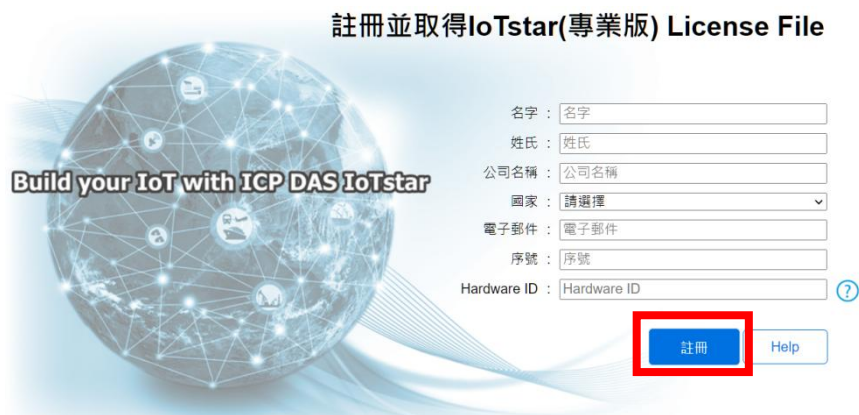 註冊並取得IoTstar(專業版) License File
Build your IoT with ICP DAS IoTstar
名字 : 名字
姓氏 : 姓氏
公司名稱 : 公司名稱
國家 : 請選擇
電子郵件 : 電子郵件
序號 : 序號
Hardware ID : Hardware ID ?
註冊 Help